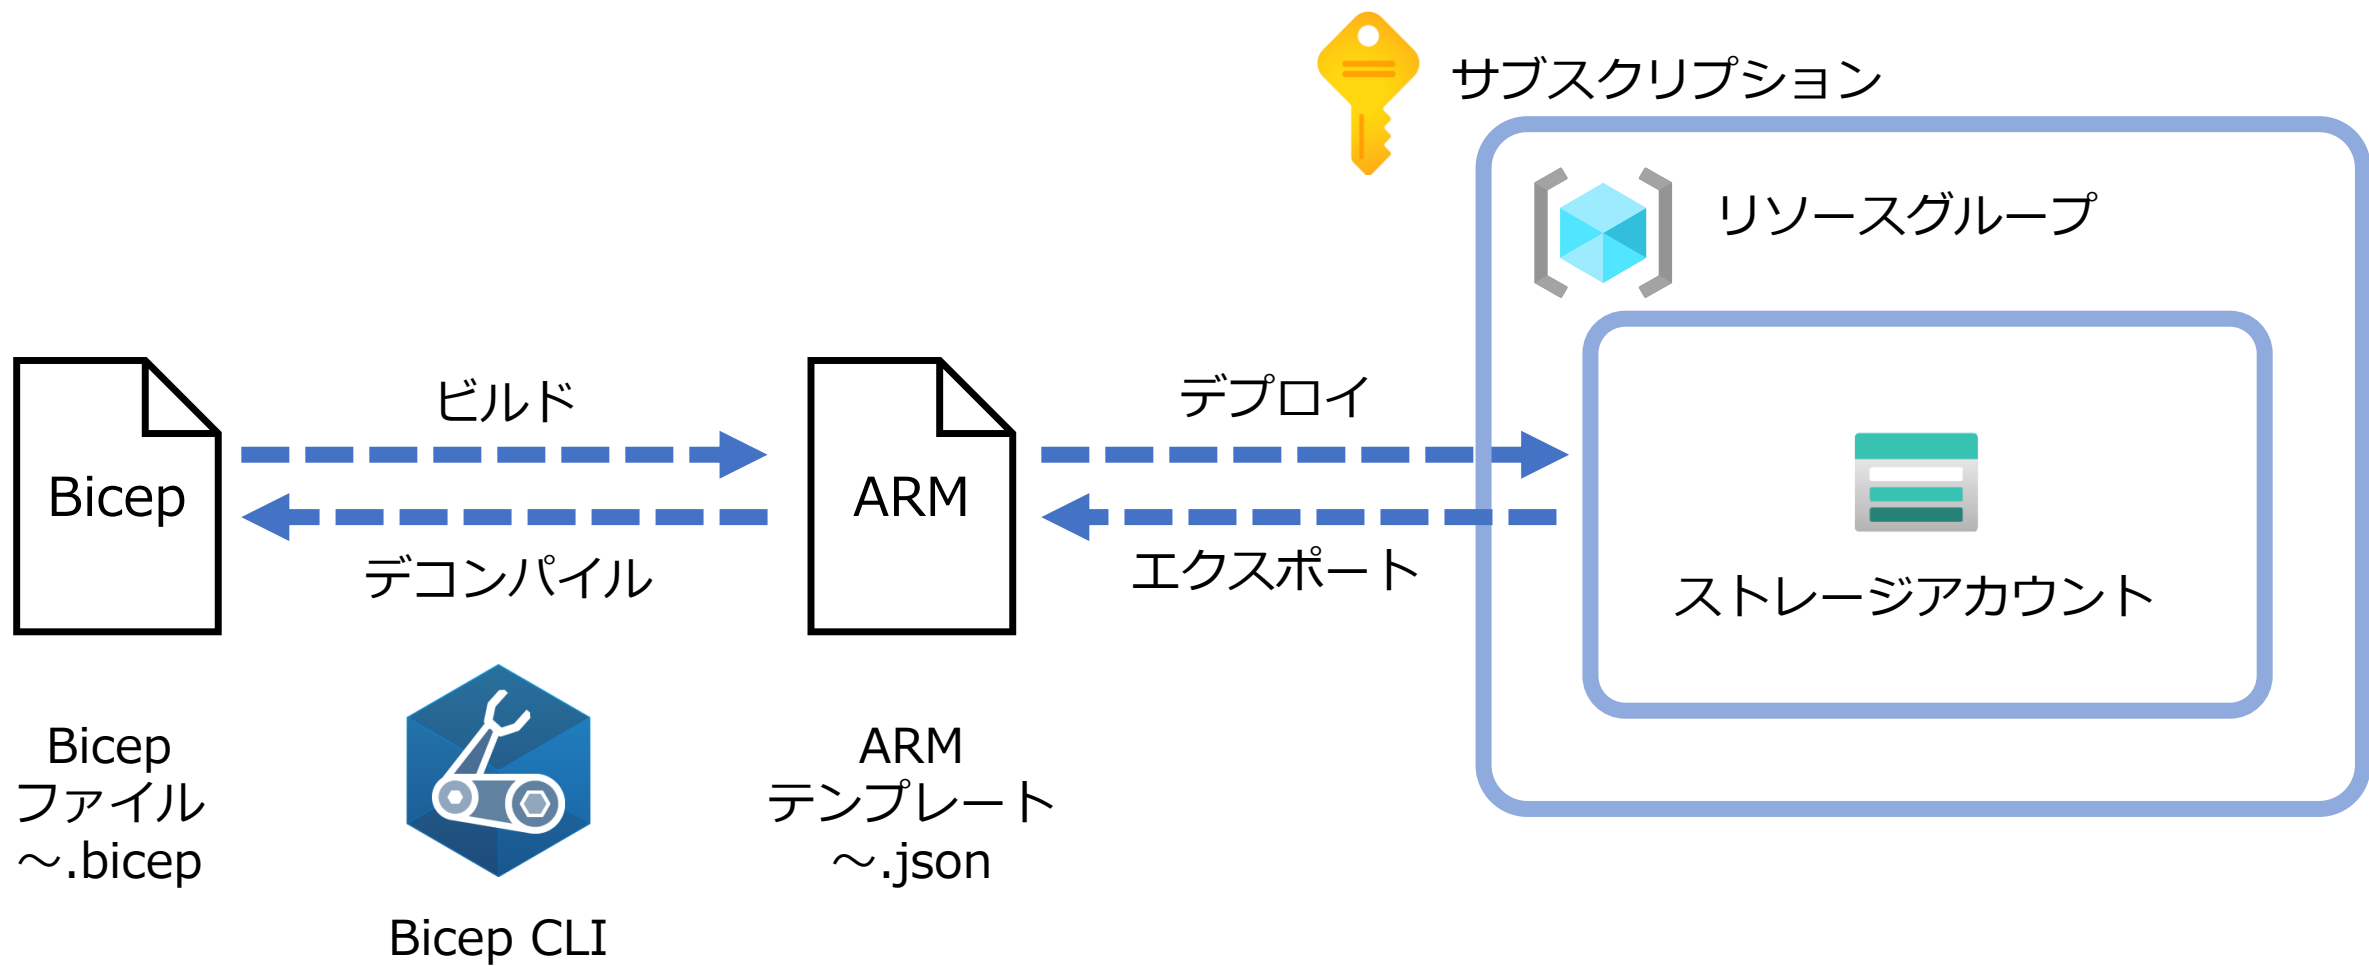 サブスクリプション
リソースグループ
ビルド
デプロイ
Bicep
ARM
デコンパイル
エクスポート
ストレージアカウント
Bicep
ファイル
～.bicep
ARM
テンプレート
～.json
Bicep CLI